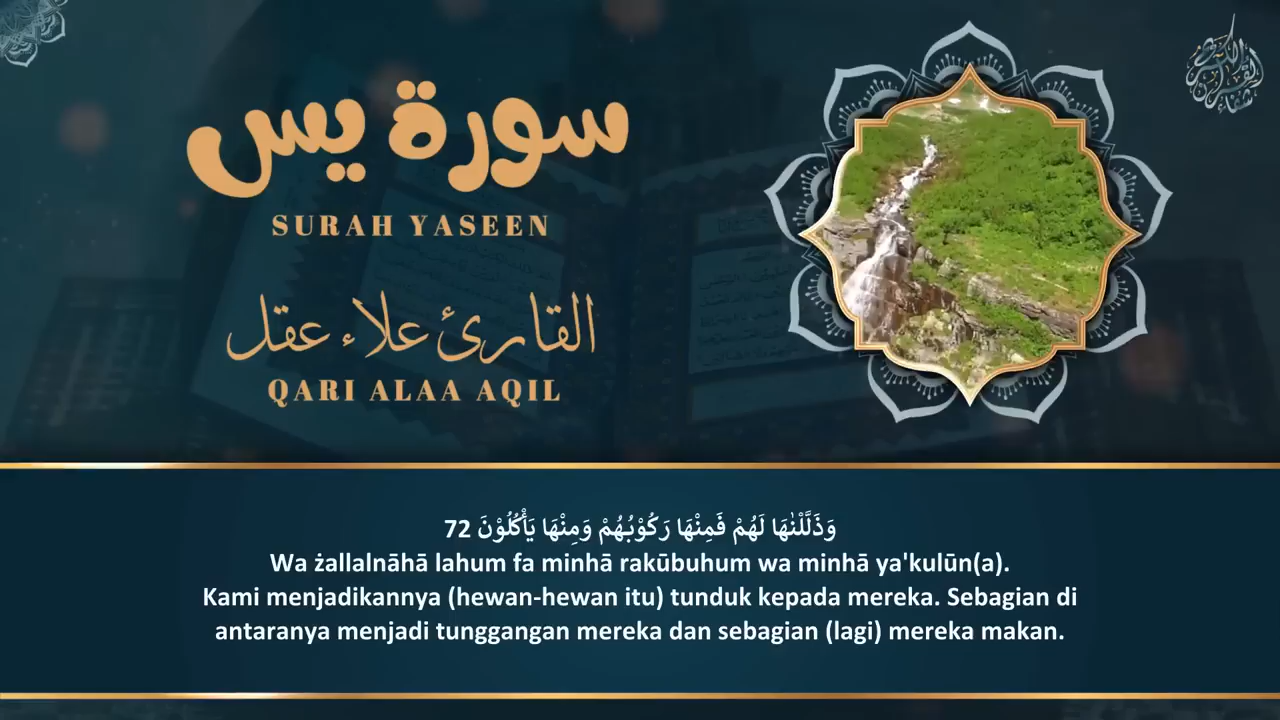 سورة يس
SURAH YASEEN
القارئ علاء عقل
QARI ALAA AQIL
وَذَلَّلْنٰهَا لَهُمْ فَمِنْهَا رَكُوْبُهُمْ وَمِنْهَا يَأْكُلُوْنَ 72
Wa żallalnāhā lahum fa minhā rakūbuhum wa minhā ya'kulūn(a).
Kami menjadikannya (hewan-hewan itu) tunduk kepada mereka. Sebagian di
antaranya menjadi tunggangan mereka dan sebagian (lagi) mereka makan.